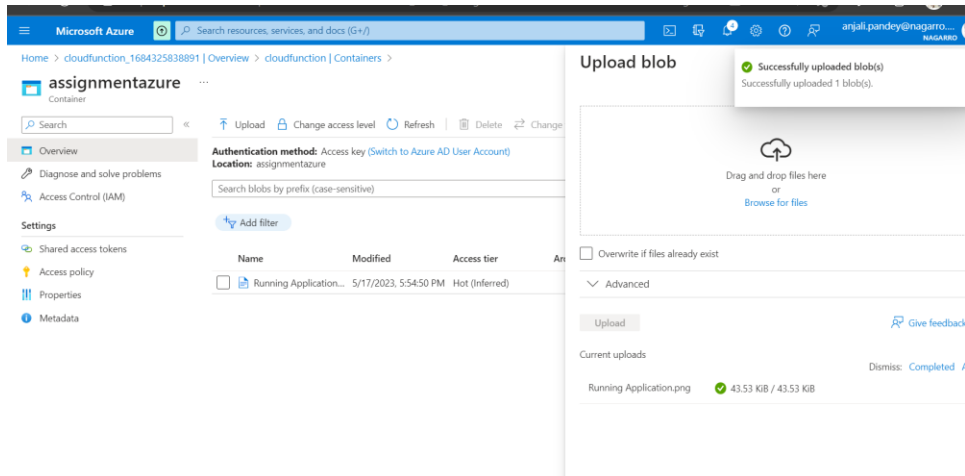 Microsoft Azure
Search resources, services, and docs (G+/)
4
anjali.pandey@nagarro....
NAGARRO
Home > cloudfunction_1684325838891 | Overview > cloudfunction | Containers >
assignmentazure ...
Container
Search
«
Overview
Diagnose and solve problems
Access Control (IAM)
Settings
Shared access tokens
Access policy
Properties
Metadata
Upload Change access level Refresh Delete Change
Authentication method: Access key (Switch to Azure AD User Account)
Location: assignmentazure
Search blobs by prefix (case-sensitive)
Add filter
Name Modified Access tier Arc
Running Application... 5/17/2023, 5:54:50 PM Hot (Inferred)
Upload blob
Successfully uploaded blob(s)
Successfully uploaded 1 blob(s).
Drag and drop files here
or
Browse for files
Overwrite if files already exist
Advanced
Upload
Give feedback
Current uploads
Dismiss: Completed A
Running Application.png 43.53 KiB / 43.53 KiB